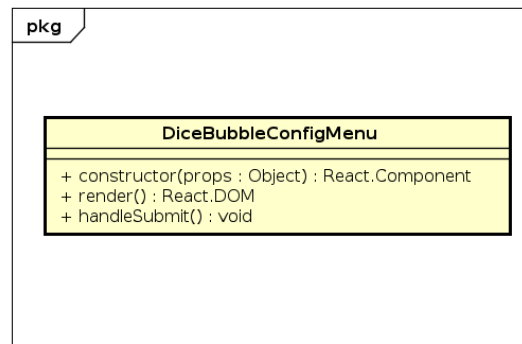 pkg
DiceBubbleConfigMenu
+ constructor(props : Object) : React.Component
+ render() : React.DOM
+ handleSubmit() : void